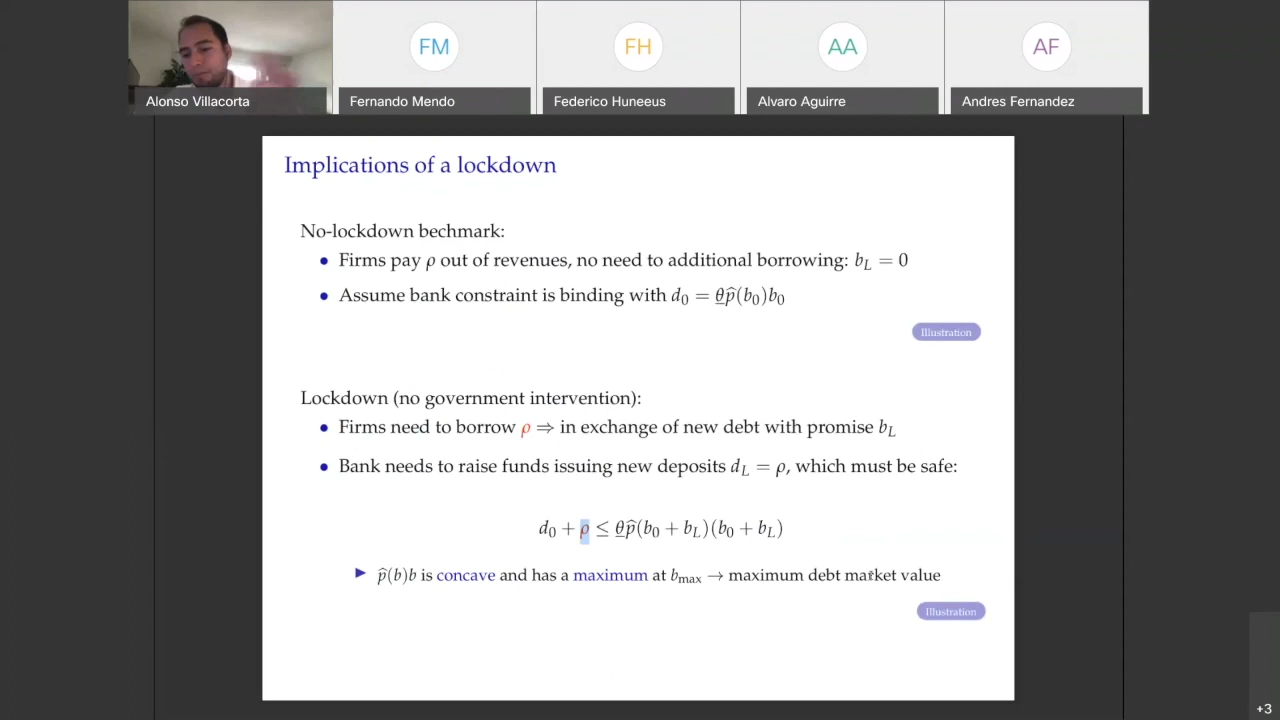 FM
FH
AA
AF
Alonso Villacorta
Fernando Mendo
Federico Huneeus
Alvaro Aguirre
Andres Fernandez
Implications of a lockdown
No-lockdown bechmark:
• Firms pay ρ out of revenues, no need to additional borrowing: b_L = 0
• Assume bank constraint is binding with d_0 = θ̲p̂(b_0)b_0
Illustration
Lockdown (no government intervention):
• Firms need to borrow ρ ⇒ in exchange of new debt with promise b_L
• Bank needs to raise funds issuing new deposits d_L = ρ, which must be safe:
d_0 + ρ ≤ θ̲p̂(b_0 + b_L)(b_0 + b_L)
▶ p̂(b)b is concave and has a maximum at b_max → maximum debt market value
Illustration
+3